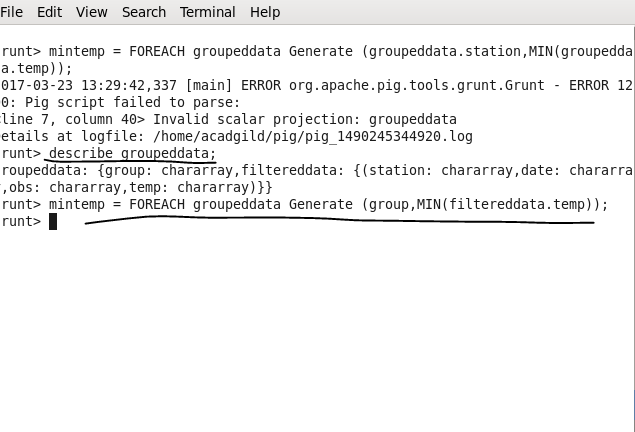 File Edit View Search Terminal Help
runt> mintemp = FOREACH groupeddata Generate (groupeddata.station,MIN(groupedda
a.temp));
017-03-23 13:29:42,337 [main] ERROR org.apache.pig.tools.grunt.Grunt - ERROR 12
0: Pig script failed to parse:
line 7, column 40> Invalid scalar projection: groupeddata
etails at logfile: /home/acadgild/pig/pig_1490245344920.log
runt> describe groupeddata;
roupeddata: {group: chararray,filtereddata: {(station: chararray,date: chararra
,obs: chararray,temp: chararray)}}
runt> mintemp = FOREACH groupeddata Generate (group,MIN(filtereddata.temp));
runt>